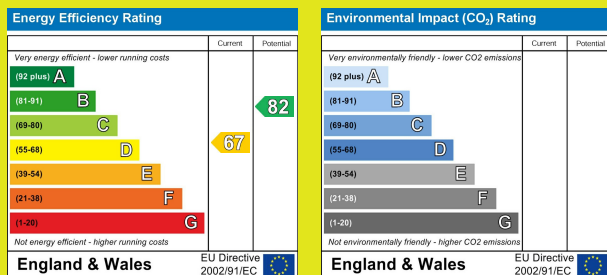 Energy Efficiency Rating
Current Potential
Very energy efficient - lower running costs
(92 plus) A
(81-91) B
82
(69-80) C
(55-68) D
67
(39-54) E
(21-38) F
(1-20) G
Not energy efficient - higher running costs
England & Wales
EU Directive
2002/91/EC
Environmental Impact (CO₂) Rating
Current Potential
Very environmentally friendly - lower CO2 emissions
(92 plus) A
(81-91) B
(69-80) C
(55-68) D
(39-54) E
(21-38) F
(1-20) G
Not environmentally friendly - higher CO2 emissions
England & Wales
EU Directive
2002/91/EC